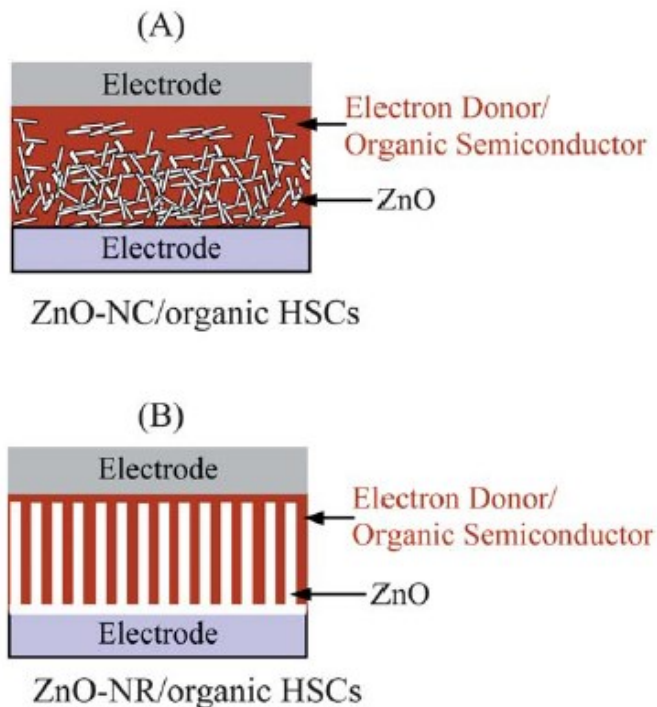 (A)
Electrode
Electron Donor/
Organic Semiconductor
ZnO
Electrode
ZnO-NC/organic HSCs
(B)
Electrode
Electron Donor/
Organic Semiconductor
ZnO
Electrode
ZnO-NR/organic HSCs